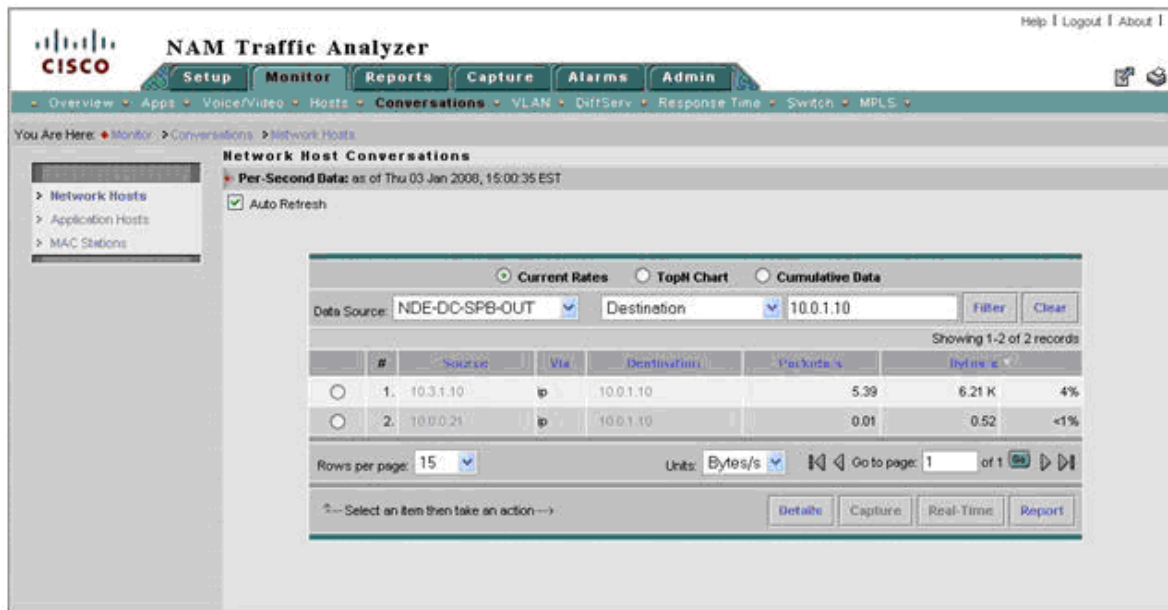 Help | Logout | About |
CISCO
NAM Traffic Analyzer
Setup Monitor Reports Capture Alarms Admin
Overview Apps Voice/Video Hosts Conversations VLAN DiffServ Response Time Switch MPLS
You Are Here: Monitor > Conversations > Network Hosts
> Network Hosts
> Application Hosts
> MAC Stations
Network Host Conversations
Per-Second Data: as of Thu 03 Jan 2008, 15:00:35 EST
Auto Refresh
Current Rates TopN Chart Cumulative Data
Data Source: NDE-DC-SPB-OUT Destination 10.0.1.10 Filter Clear
Showing 1-2 of 2 records
# Source Via Destination Packets/s Bytes/s
1. 10.3.1.10 ip 10.0.1.10 5.39 6.21 K 4%
2. 10.0.0.21 ip 10.0.1.10 0.01 0.52 <1%
Rows per page: 15 Units: Bytes/s Go to page: 1 of 1 Go
^-- Select an item then take an action --> Details Capture Real-Time Report